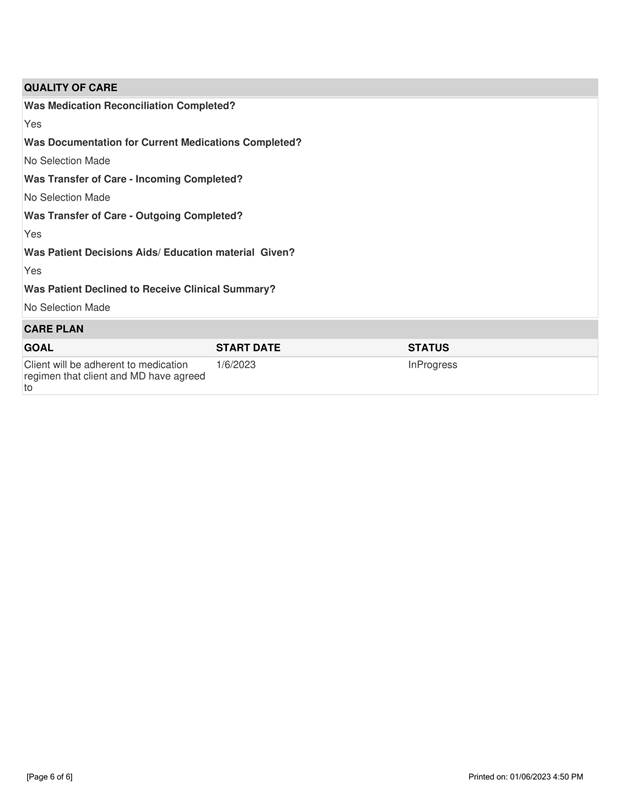 QUALITY OF CARE
Was Medication Reconciliation Completed?
Yes
Was Documentation for Current Medications Completed?
No Selection Made
Was Transfer of Care - Incoming Completed?
No Selection Made
Was Transfer of Care - Outgoing Completed?
Yes
Was Patient Decisions Aids/ Education material  Given?
Yes
Was Patient Declined to Receive Clinical Summary?
No Selection Made
CARE PLAN
GOAL START DATE STATUS
Client will be adherent to medication 1/6/2023 InProgress
regimen that client and MD have agreed
to
[Page 6 of 6] Printed on: 01/06/2023 4:50 PM